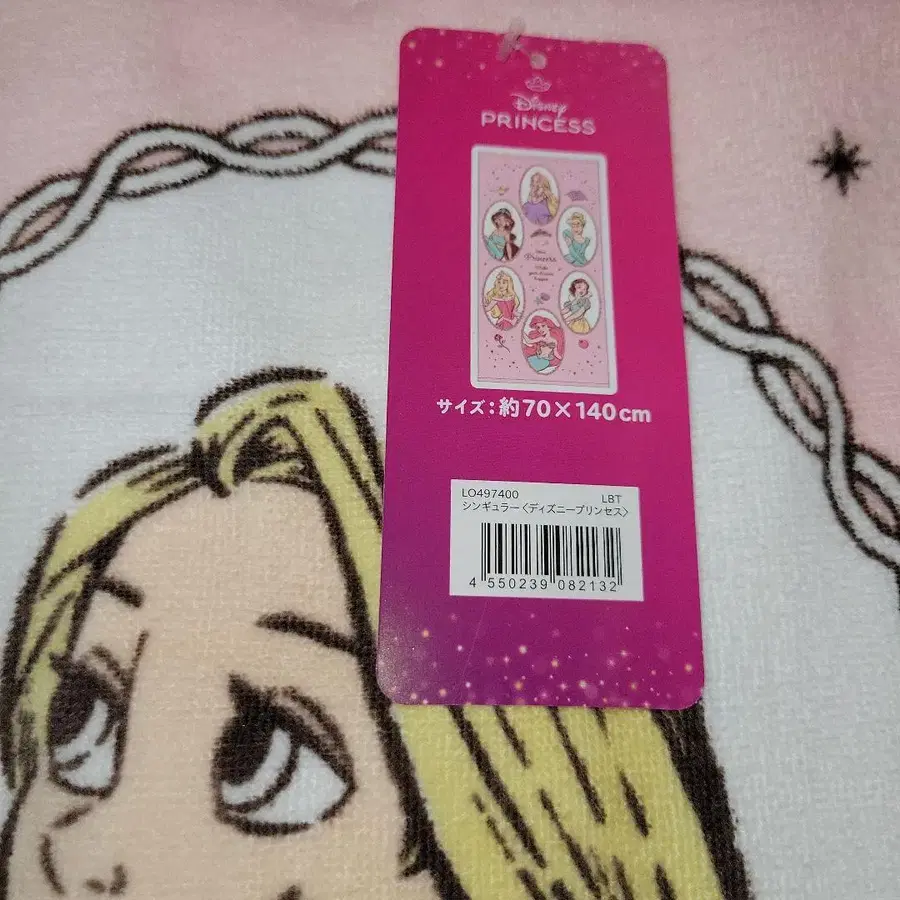 Disney
PRINCESS
Princess
サイズ:約70×140cm
LO497400 LBT
シンギュラー〈ディズニープリンセス〉
4 550239 082132